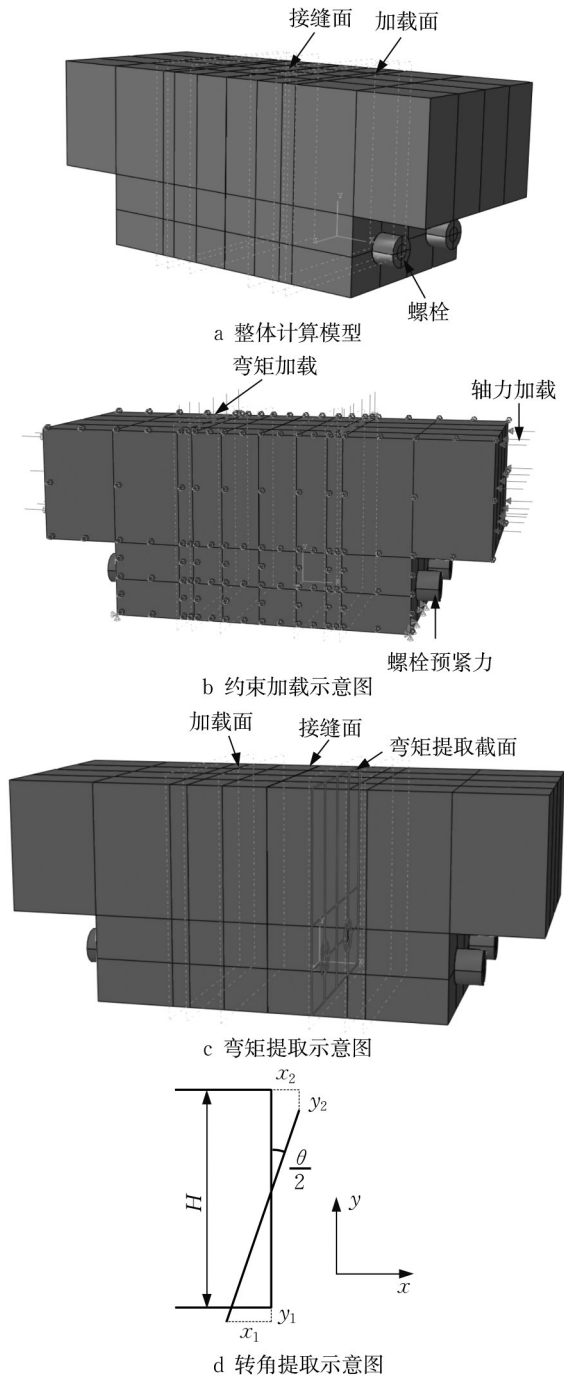 接缝面 加载面
螺栓
a 整体计算模型
弯矩加载
轴力加载
螺栓预紧力
b 约束加载示意图
加载面 接缝面 弯矩提取截面
c 弯矩提取示意图
x₂
y₂
θ/2
H
y
x
y₁
x₁
d 转角提取示意图